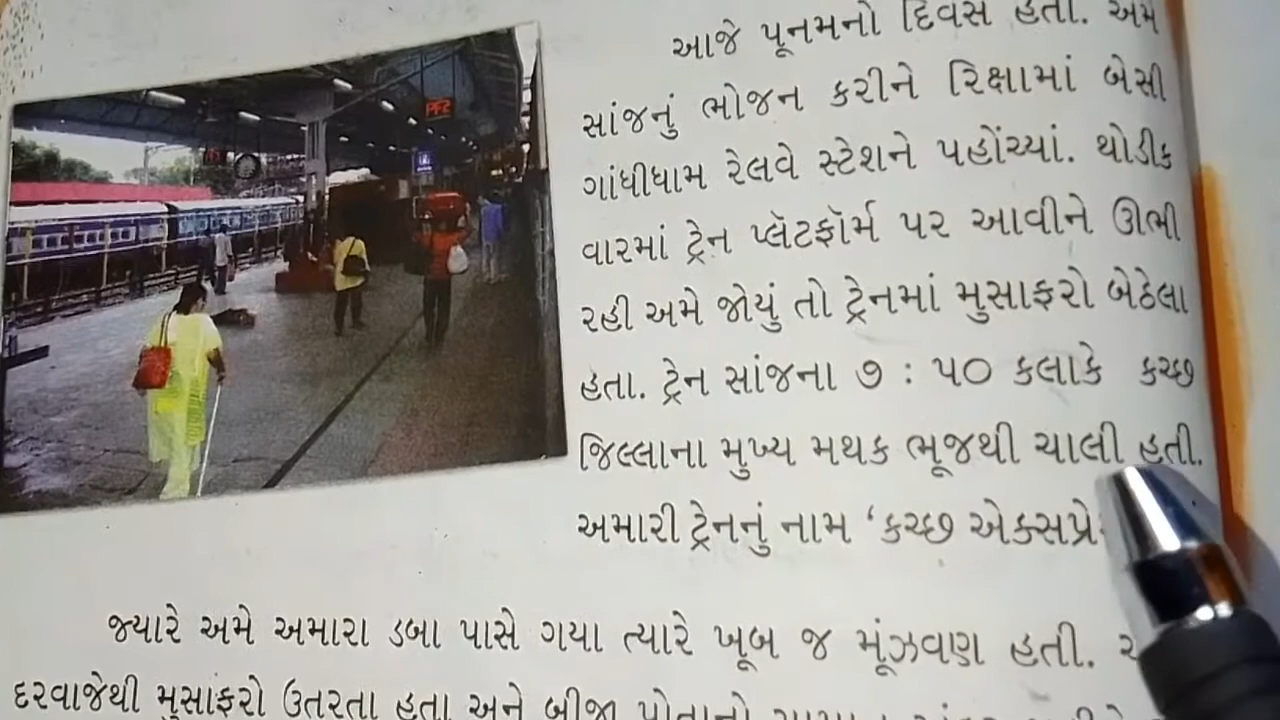 આજે પૂનમનો દિવસ હતો. અમે
સાંજનું ભોજન કરીને રિક્ષામાં બેસી
ગાંધીધામ રેલવે સ્ટેશને પહોંચ્યાં. થોડીક
વારમાં ટ્રેન પ્લૅટફૉર્મ પર આવીને ઊભી
રહી અમે જોયું તો ટ્રેનમાં મુસાફરો બેઠેલા
હતા. ટ્રેન સાંજના ૭ : ૫૦ કલાકે કચ્છ
જિલ્લાના મુખ્ય મથક ભૂજથી ચાલી હતી.
અમારી ટ્રેનનું નામ ‘કચ્છ
જ્યારે અમે અમારા ડબા પાસે ગયા ત્યારે ખૂબ જ મૂંઝવણ હતી.
દરવાજેથી મુસાફરો ઉતરતા હતા અને બીજા પોતાનો
PF2